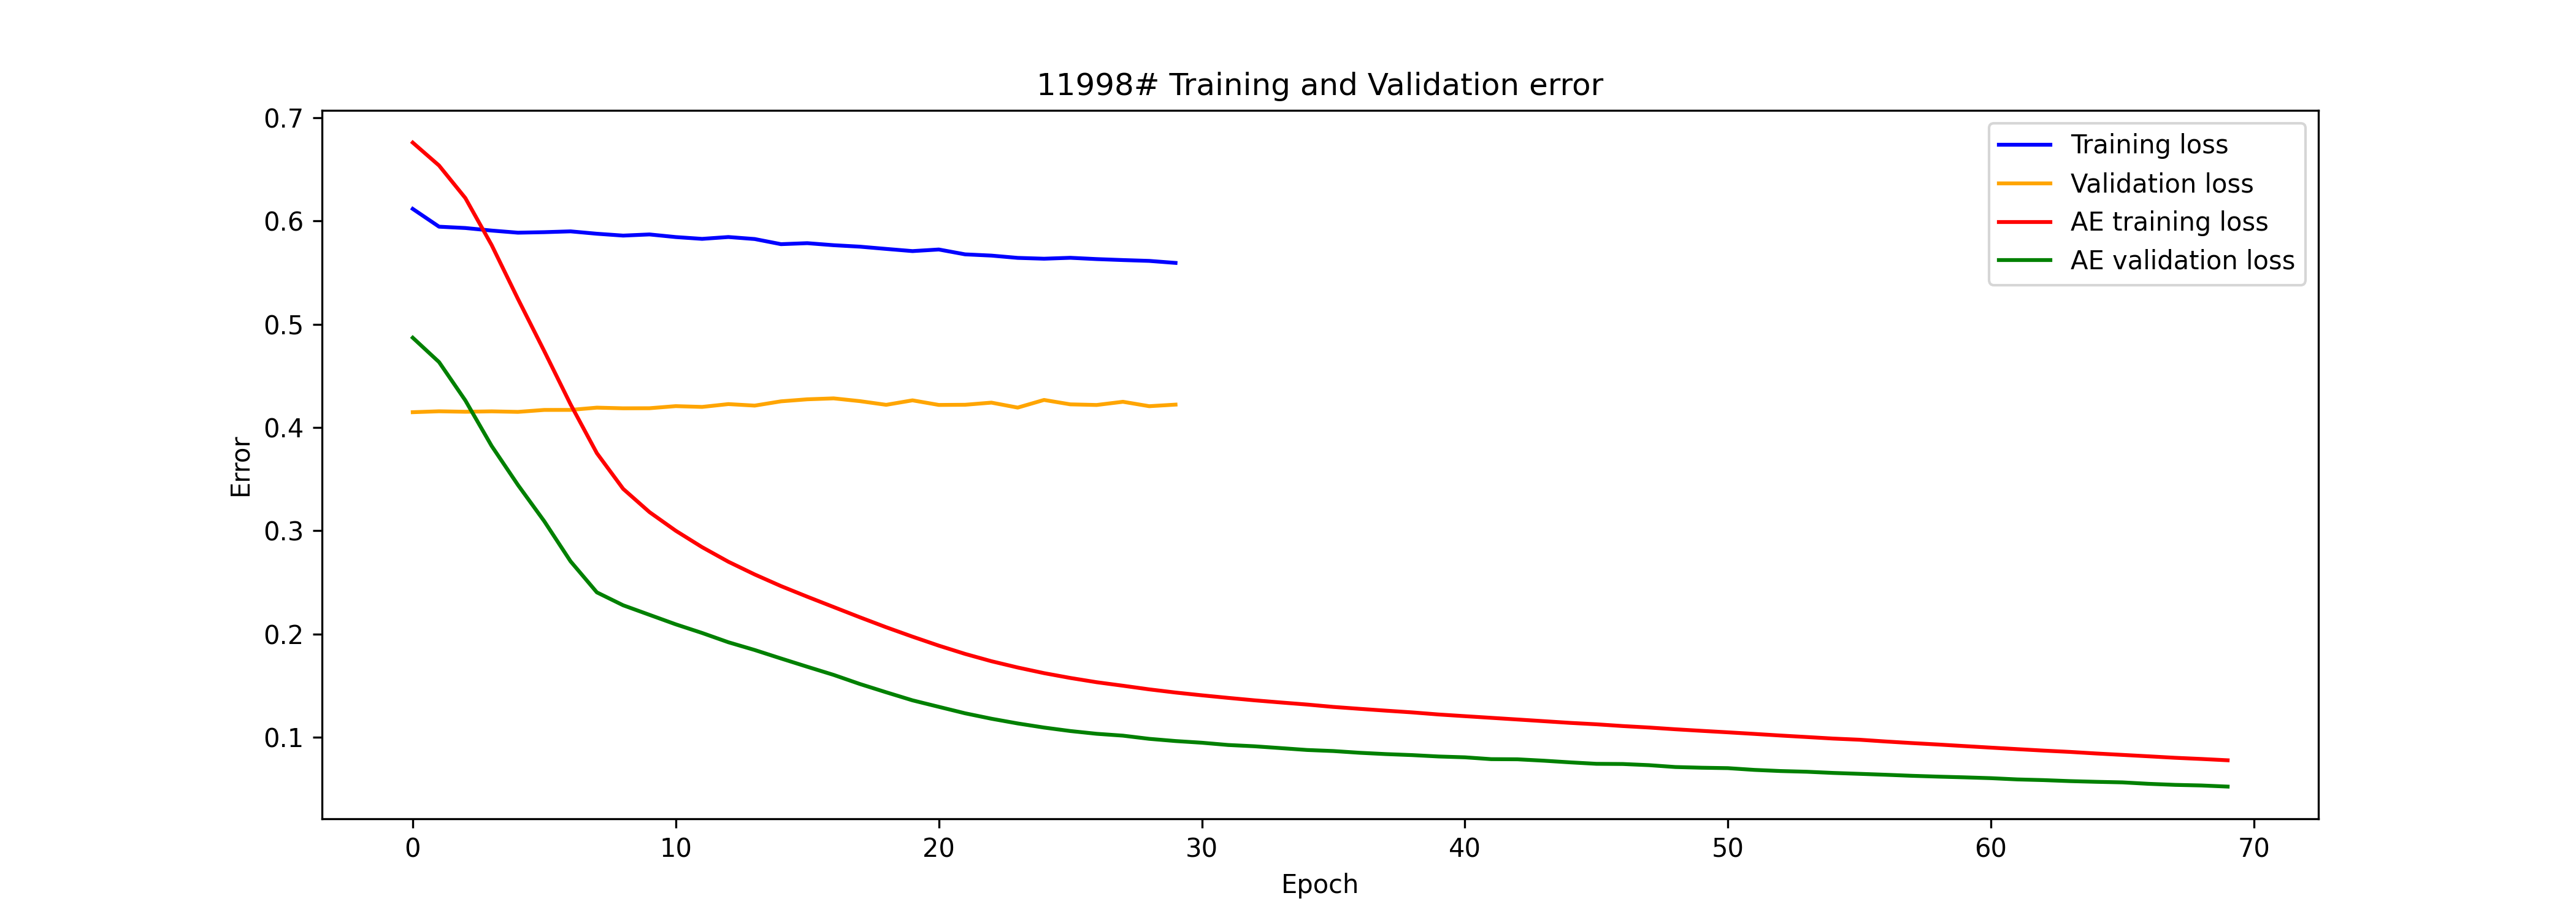 11998# Training and Validation error
0.7
0.6
0.5
0.4
0.3
0.2
0.1
Error
Training loss
Validation loss
AE training loss
AE validation loss
0 10 20 30 40 50 60 70
Epoch